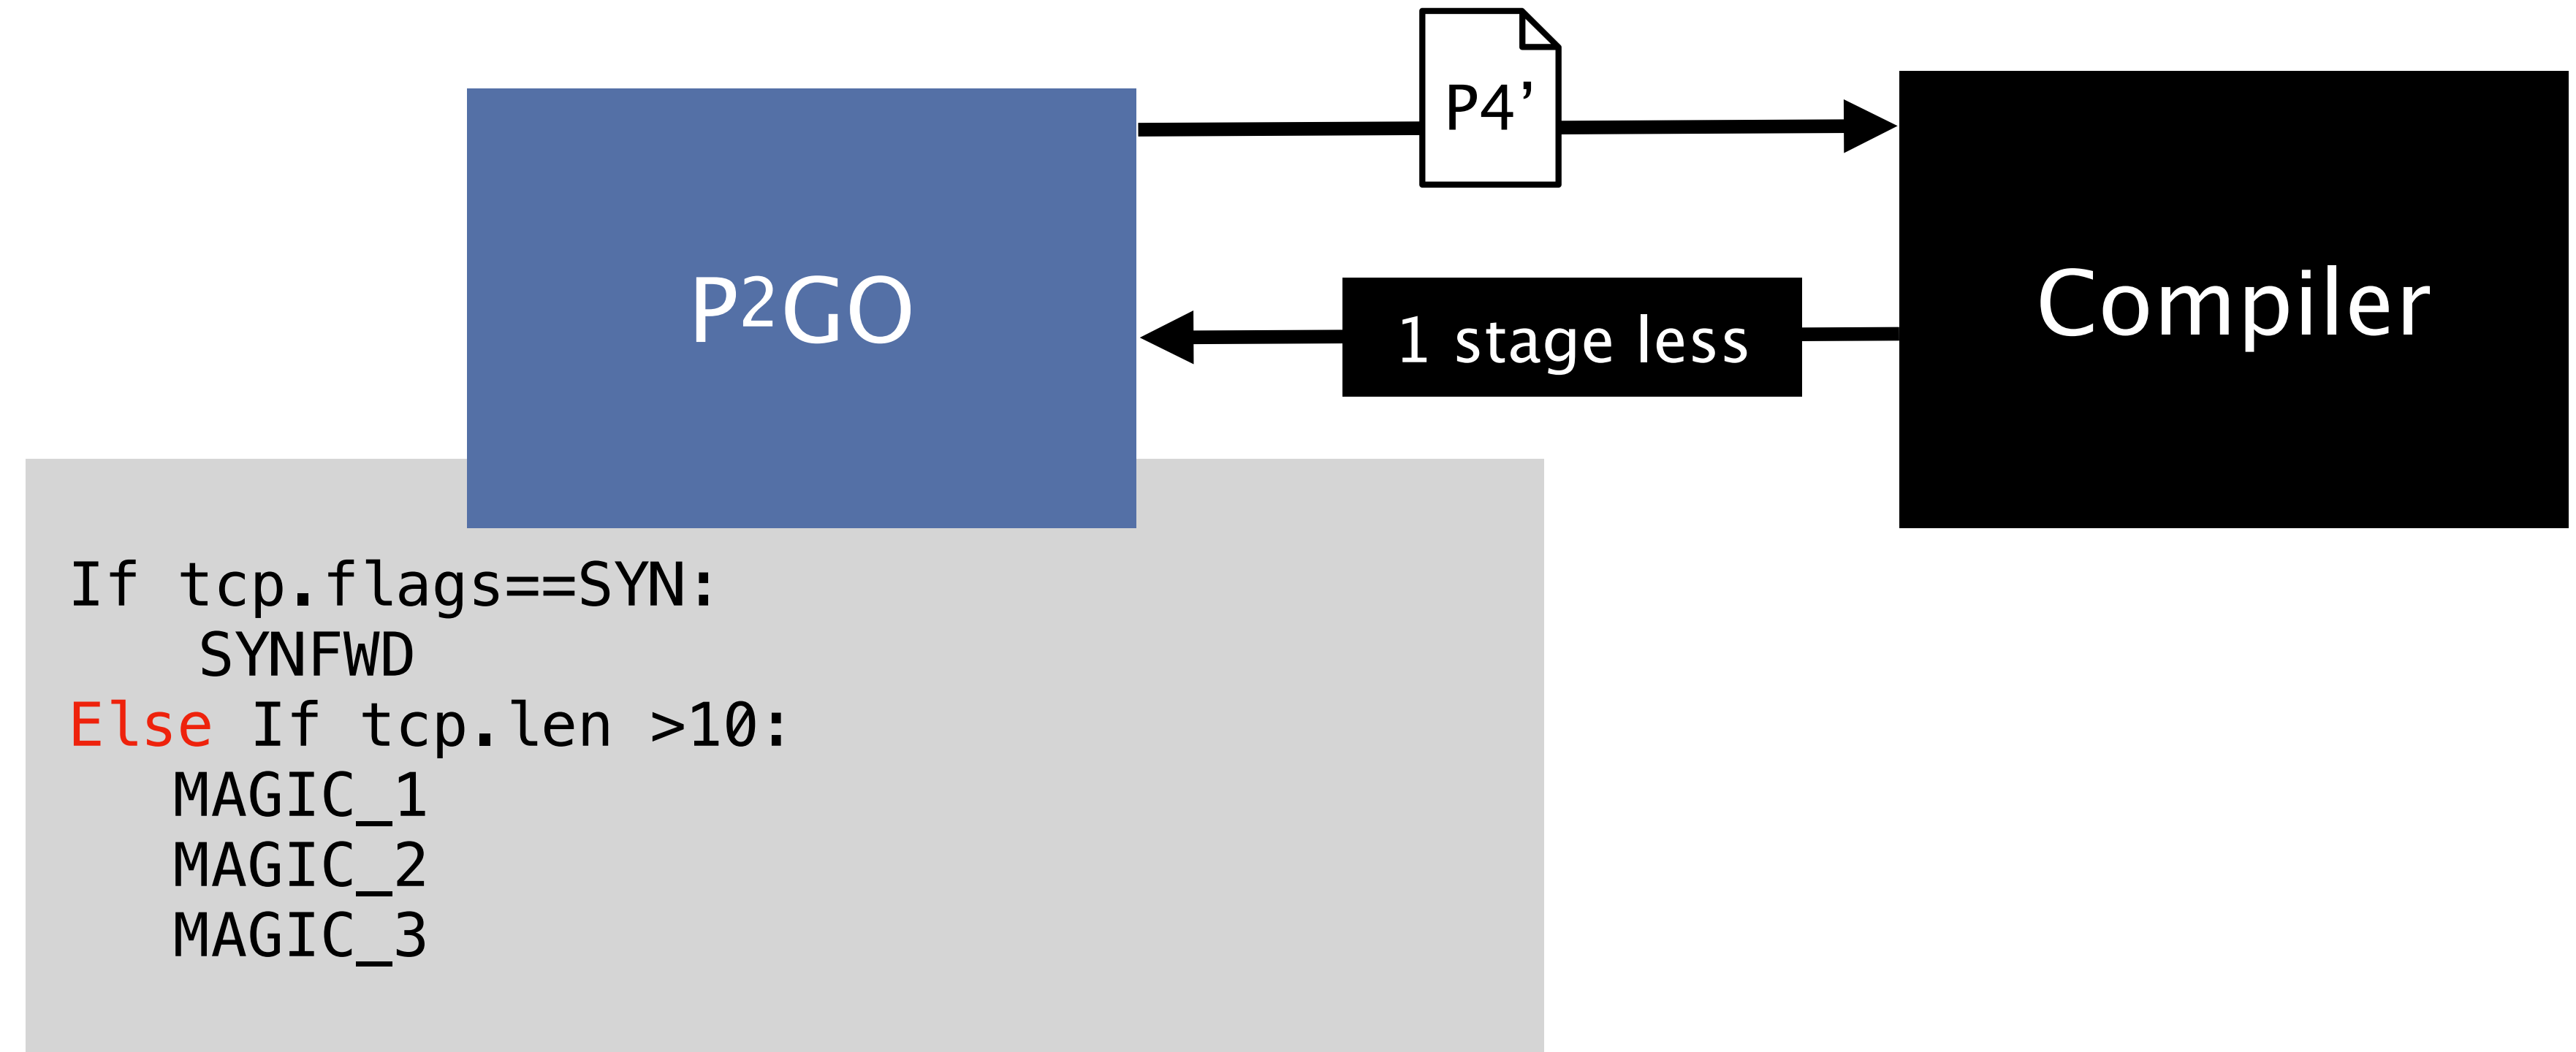 P4’
P²GO
1 stage less
Compiler
If tcp.flags==SYN:
SYNFWD
Else If tcp.len >10:
MAGIC_1
MAGIC_2
MAGIC_3